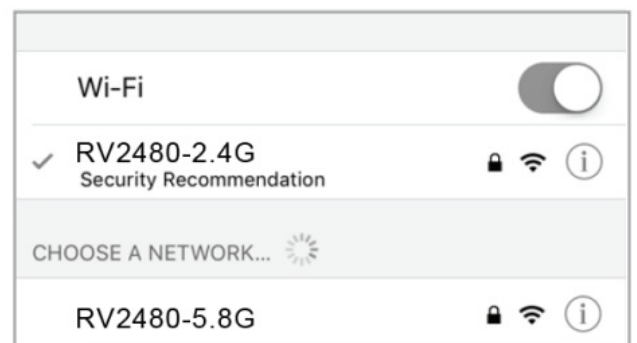 Wi-Fi
RV2480-2.4G
Security Recommendation
CHOOSE A NETWORK...
RV2480-5.8G